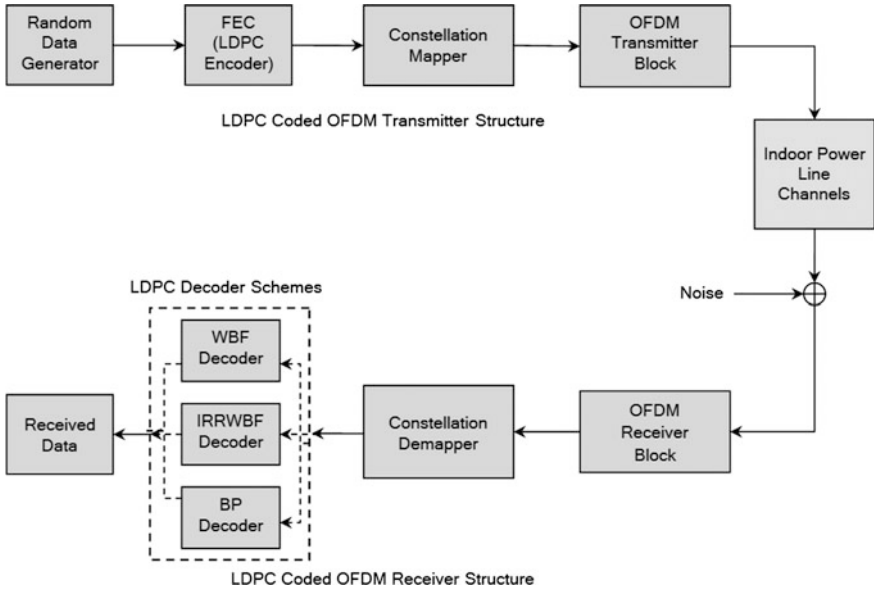 Random
Data
Generator
FEC
(LDPC
Encoder)
Constellation
Mapper
OFDM
Transmitter
Block
LDPC Coded OFDM Transmitter Structure
Indoor Power
Line
Channels
Noise
LDPC Decoder Schemes
WBF
Decoder
IRRWBF
Decoder
BP
Decoder
Received
Data
Constellation
Demapper
OFDM
Receiver
Block
LDPC Coded OFDM Receiver Structure